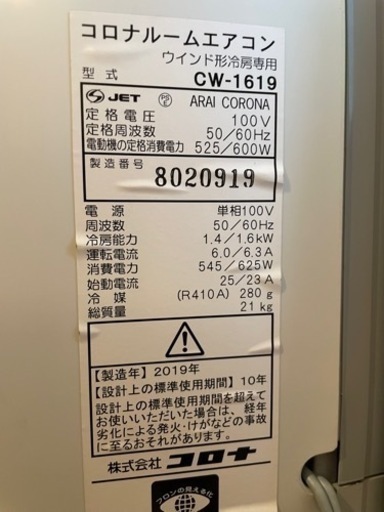 コロナルームエアコン
ウインド形冷房専用
型式 CW-1619
S JET PSE ARAI CORONA
定格電圧 100V
定格周波数 50/60Hz
電動機の定格消費電力 525/600W
製造番号 8020919
電源 単相100V
周波数 50/60Hz
冷房能力 1.4/1.6kW
運転電流 6.0/6.3A
消費電力 545/625W
始動電流 25/23A
冷媒 (R410A) 280g
総質量 21kg
【製造年】2019年
【設計上の標準使用期間】10年
設計上の標準使用期間を超えて
お使いいただいた場合は、経年
劣化による発火・けがなどの事故
に至るおそれがあります。
株式会社コロナ
フロンの見える化